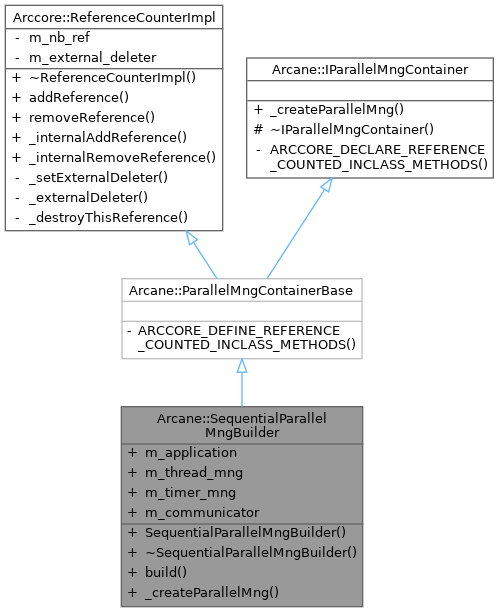 Arccore::ReferenceCounterImpl
- m_nb_ref
- m_external_deleter
+ ~ReferenceCounterImpl()
+ addReference()
+ removeReference()
+ _internalAddReference()
+ _internalRemoveReference()
- _setExternalDeleter()
- _externalDeleter()
- _destroyThisReference()
Arcane::IParallelMngContainer
+ _createParallelMng()
# ~IParallelMngContainer()
- ARCCORE_DECLARE_REFERENCE
_COUNTED_INCLASS_METHODS()
Arcane::ParallelMngContainerBase
- ARCCORE_DEFINE_REFERENCE
_COUNTED_INCLASS_METHODS()
Arcane::SequentialParallel
MngBuilder
+ m_application
+ m_thread_mng
+ m_timer_mng
+ m_communicator
+ SequentialParallelMngBuilder()
+ ~SequentialParallelMngBuilder()
+ build()
+ _createParallelMng()